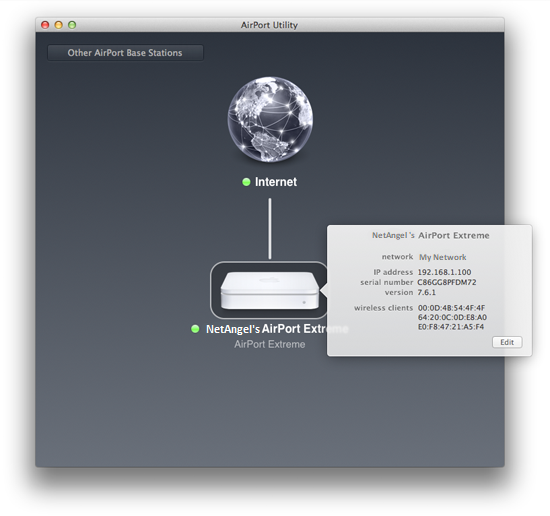 AirPort Utility
Other AirPort Base Stations
Internet
NetAngel's AirPort Extreme
AirPort Extreme
NetAngel's AirPort Extreme
network My Network
IP address 192.168.1.100
serial number C86GG8PFDM72
version 7.6.1
wireless clients 00:0D:4B:54:4F:4F
64:20:0C:0D:E8:A0
E0:F8:47:21:A5:F4
Edit